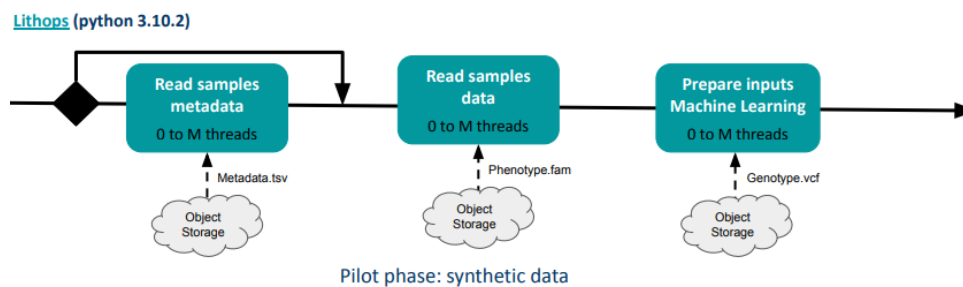 Lithops (python 3.10.2)
Read samples
metadata
0 to M threads
Read samples
data
0 to M threads
Prepare inputs
Machine Learning
0 to M threads
Metadata.tsv
Phenotype.fam
Genotype.vcf
Object
Storage
Object
Storage
Object
Storage
Pilot phase: synthetic data